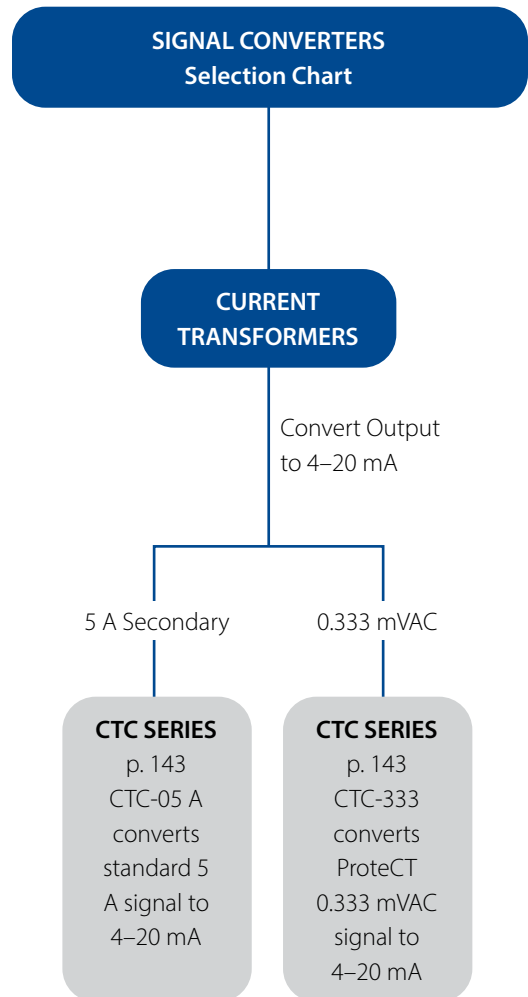 SIGNAL CONVERTERS
Selection Chart
CURRENT
TRANSFORMERS
Convert Output
to 4–20 mA
5 A Secondary
0.333 mVAC
CTC SERIES
p. 143
CTC-05 A
converts
standard 5
A signal to
4–20 mA
CTC SERIES
p. 143
CTC-333
converts
ProteCT
0.333 mVAC
signal to
4–20 mA